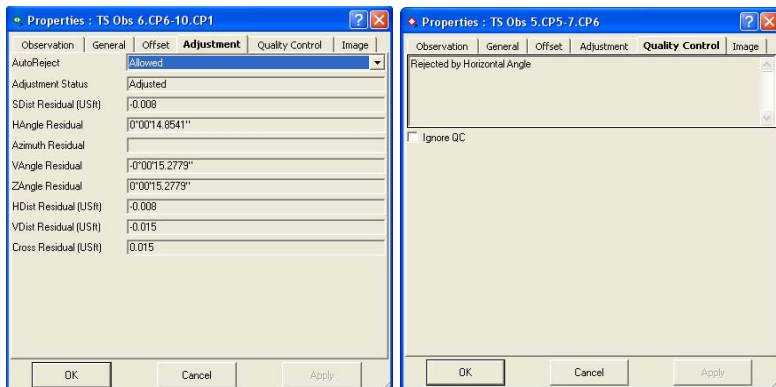 Properties : TS Obs 6.CP6-10.CP1
Observation General Offset Adjustment Quality Control Image
AutoReject Allowed
Adjustment Status Adjusted
SDist Residual (USft) -0.008
HAngle Residual 0°00'14.8541"
Azimuth Residual
VAngle Residual -0°00'15.2779"
ZAngle Residual 0°00'15.2779"
HDist Residual (USft) -0.008
VDist Residual (USft) -0.015
Cross Residual (USft) 0.015
OK Cancel Apply
Properties : TS Obs 5.CP5-7.CP6
Observation General Offset Adjustment Quality Control Image
Rejected by Horizontal Angle
Ignore QC
OK Cancel Apply